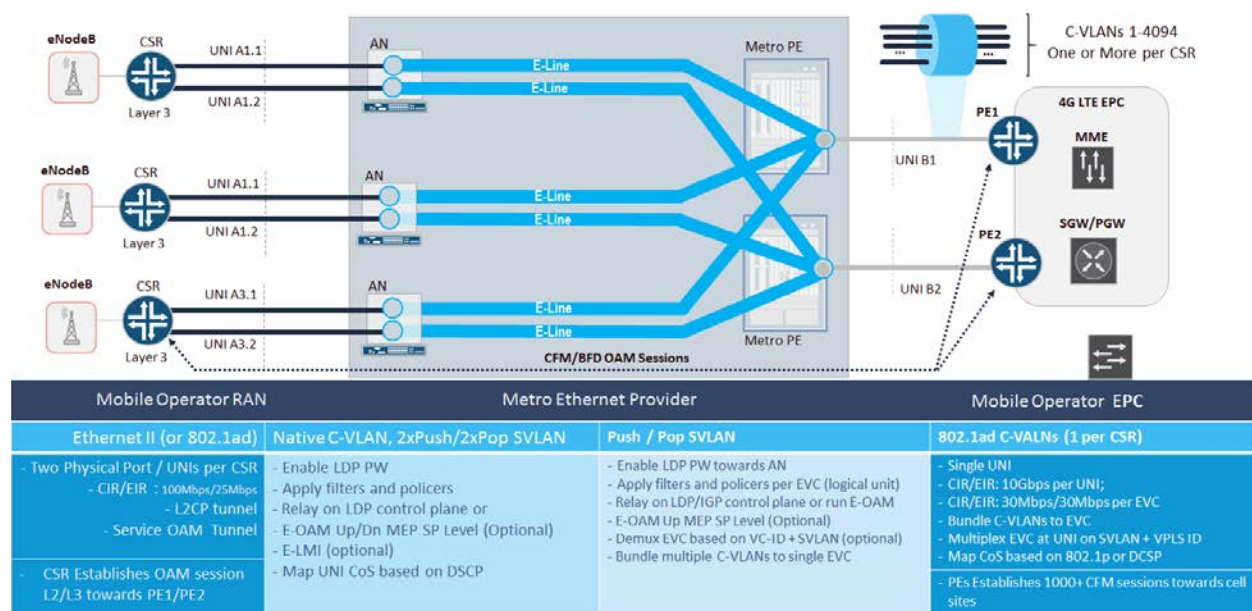 eNodeB
CSR
UNI A1.1
AN
UNI A1.2
Layer 3
E-Line
E-Line
Metro PE
C-VLANs 1-4094
One or More per CSR
...
...
PE1
4G LTE EPC
MME
UNI B1
eNodeB
CSR
UNI A1.1
AN
UNI A1.2
Layer 3
E-Line
E-Line
PE2
SGW/PGW
UNI B2
eNodeB
CSR
UNI A3.1
AN
UNI A3.2
Layer 3
E-Line
E-Line
Metro PE
CFM/BFD OAM Sessions
Mobile Operator RAN
Metro Ethernet Provider
Mobile Operator EPC
Ethernet II (or 802.1ad)
- Two Physical Port / UNIs per CSR
- CIR/EIR : 100Mbps/25Mbps
- L2CP tunnel
- Service OAM Tunnel
- CSR Establishes OAM session
L2/L3 towards PE1/PE2
Native C-VLAN, 2xPush/2xPop SVLAN
- Enable LDP PW
- Apply filters and policers
- Relay on LDP control plane or
- E-OAM Up/Dn MEP SP Level (Optional)
- E-LMI (optional)
- Map UNI CoS based on DSCP
Push / Pop SVLAN
- Enable LDP PW towards AN
- Apply filters and policers per EVC (logical unit)
- Relay on LDP/IGP control plane or run E-OAM
- E-OAM Up MEP SP Level (Optional)
- Demux EVC based on VC-ID + SVLAN (optional)
- Bundle multiple C-VLANs to single EVC
802.1ad C-VALNs (1 per CSR)
- Single UNI
- CIR/EIR: 10Gbps per UNI;
- CIR/EIR: 30Mbps/30Mbps per EVC
- Bundle C-VLANs to EVC
- Multiplex EVC at UNI on SVLAN + VPLS ID
- Map CoS based on 802.1p or DCSP
- PEs Establishes 1000+ CFM sessions towards cell
sites